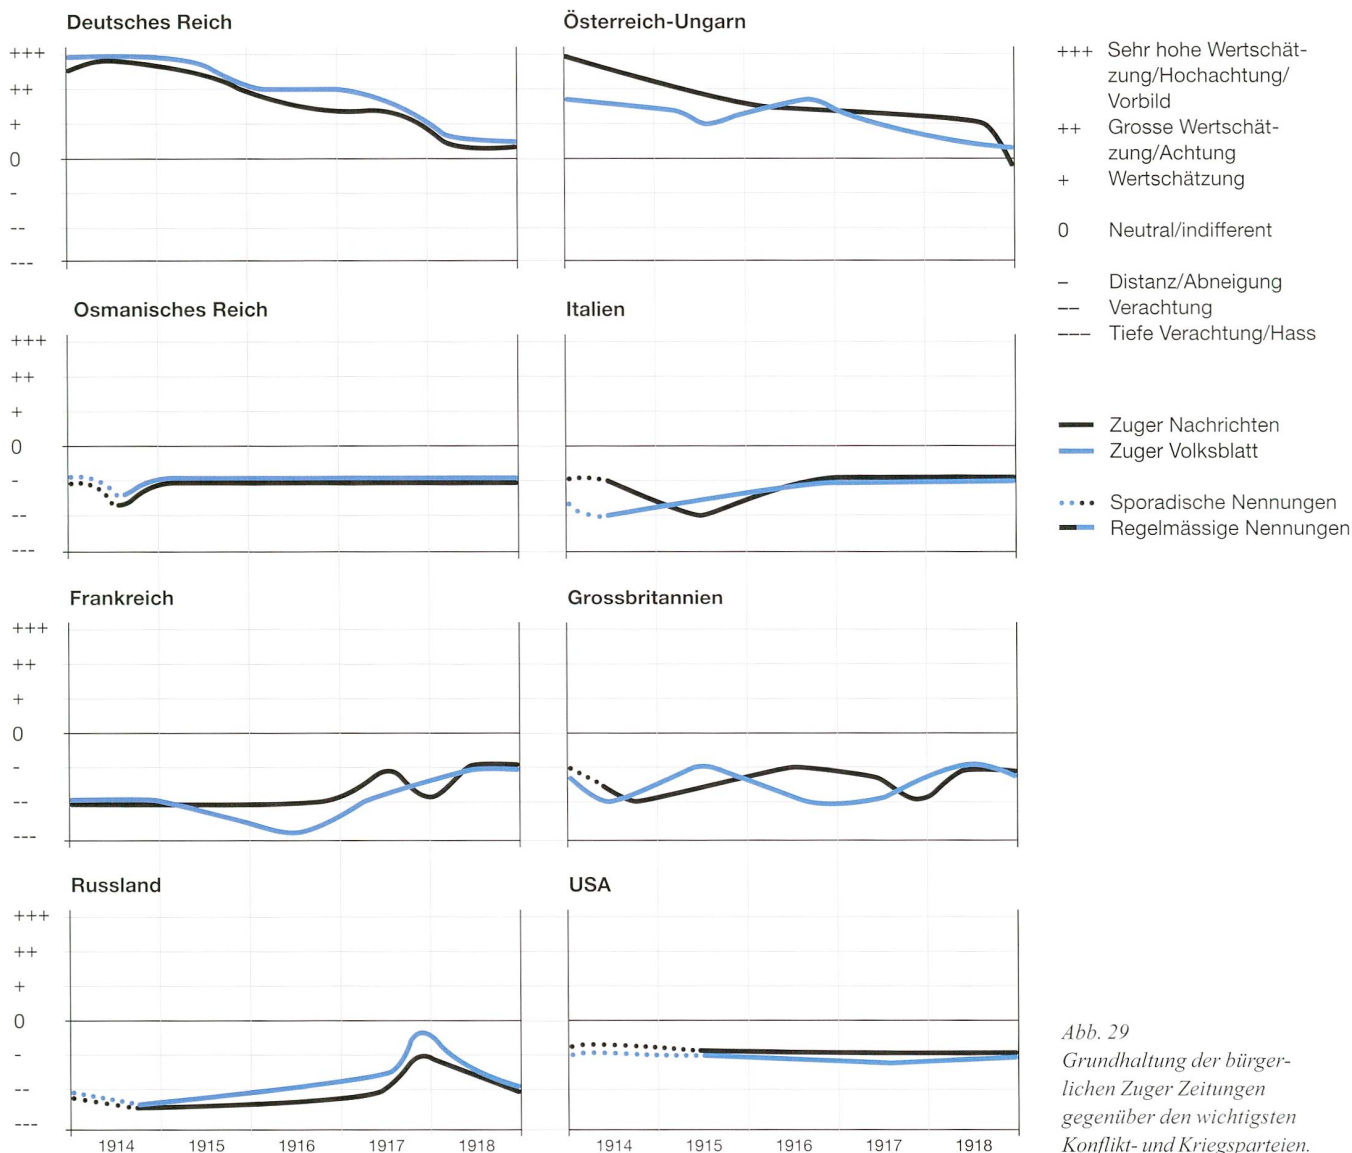 Deutsches Reich
+++
++
+
0
-
--
---
Österreich-Ungarn
+++ Sehr hohe Wertschät-
zung/Hochachtung/
Vorbild
++ Grosse Wertschät-
zung/Achtung
+ Wertschätzung
0 Neutral/indifferent
– Distanz/Abneigung
–– Verachtung
––– Tiefe Verachtung/Hass
Osmanisches Reich
+++
++
+
0
-
--
---
Italien
Zuger Nachrichten
Zuger Volksblatt
Sporadische Nennungen
Regelmässige Nennungen
Frankreich
+++
++
+
0
-
--
---
Grossbritannien
Russland
+++
++
+
0
-
--
---
1914 1915 1916 1917 1918
USA
1914 1915 1916 1917 1918
Abb. 29
Grundhaltung der bürger-
lichen Zuger Zeitungen
gegenüber den wichtigsten
Konflikt- und Kriegsparteien.